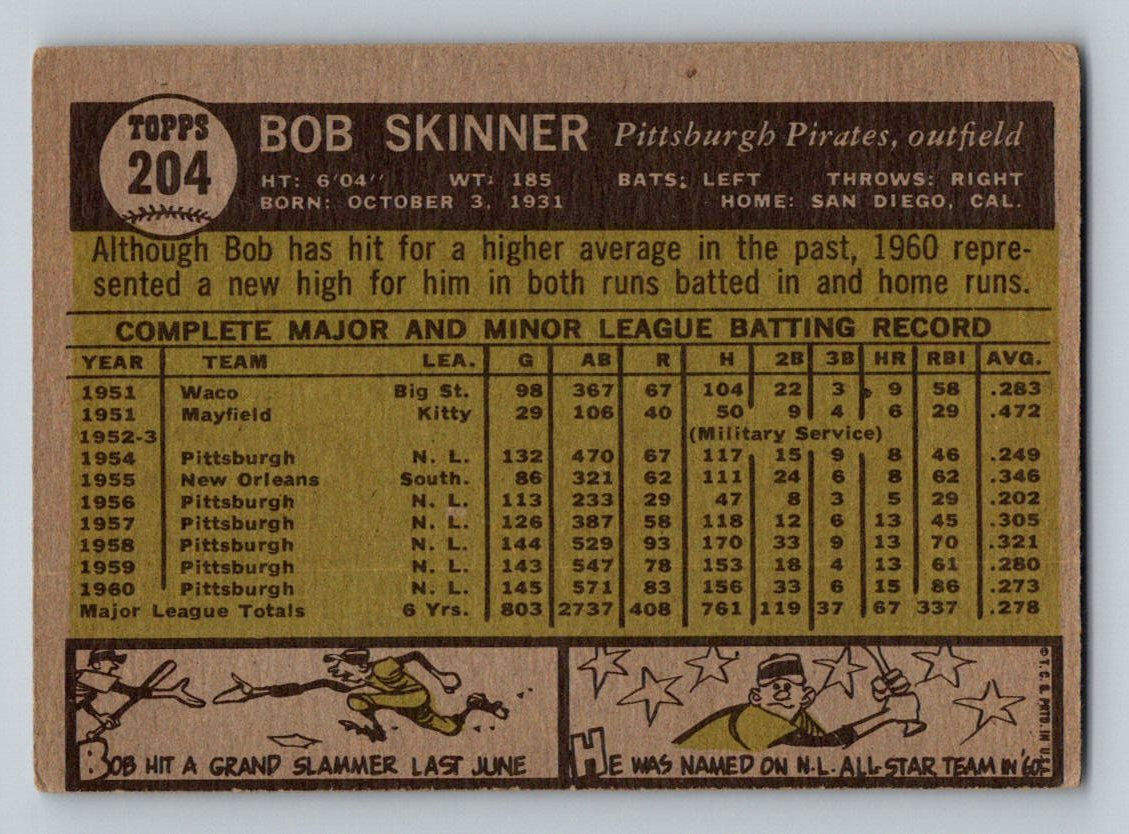 TOPPS
204
BOB SKINNER Pittsburgh Pirates, outfield
HT: 6'04" WT: 185 BATS: LEFT THROWS: RIGHT
BORN: OCTOBER 3, 1931 HOME: SAN DIEGO, CAL.
Although Bob has hit for a higher average in the past, 1960 repre-
sented a new high for him in both runs batted in and home runs.
COMPLETE MAJOR AND MINOR LEAGUE BATTING RECORD
YEAR TEAM LEA. G AB R H 2B 3B HR RBI AVG.
1951 Waco Big St. 98 367 67 104 22 3 9 58 .283
1951 Mayfield Kitty 29 106 40 50 9 4 6 29 .472
1952-3 (Military Service)
1954 Pittsburgh N. L. 132 470 67 117 15 9 8 46 .249
1955 New Orleans South. 86 321 62 111 24 6 8 62 .346
1956 Pittsburgh N. L. 113 233 29 47 8 3 5 29 .202
1957 Pittsburgh N. L. 126 387 58 118 12 6 13 45 .305
1958 Pittsburgh N. L. 144 529 93 170 33 9 13 70 .321
1959 Pittsburgh N. L. 143 547 78 153 18 4 13 61 .280
1960 Pittsburgh N. L. 145 571 83 156 33 6 15 86 .273
Major League Totals 6 Yrs. 803 2737 408 761 119 37 67 337 .278
BOB HIT A GRAND SLAMMER LAST JUNE
HE WAS NAMED ON N.L. ALL-STAR TEAM IN '60.
© T. C. G. PRTD. IN U.S.A.